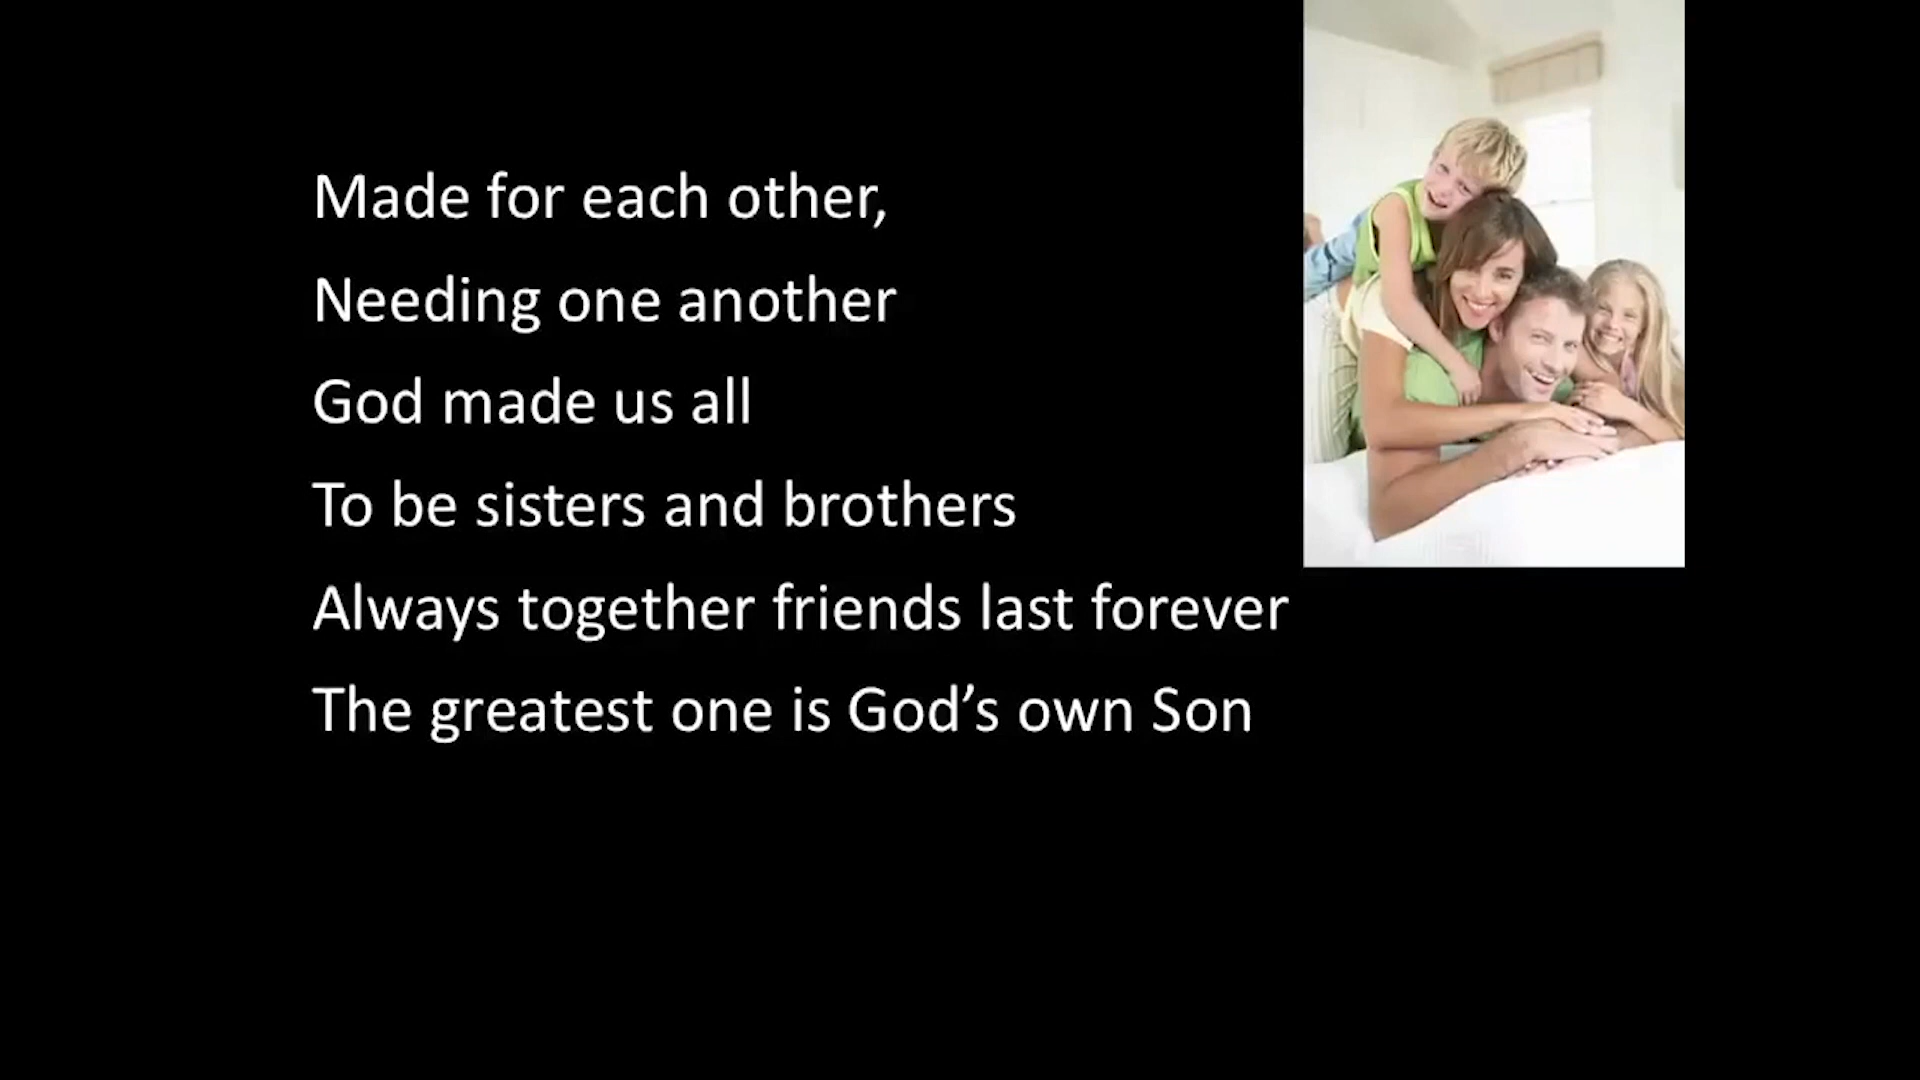 Made for each other,
Needing one another
God made us all
To be sisters and brothers
Always together friends last forever
The greatest one is God’s own Son